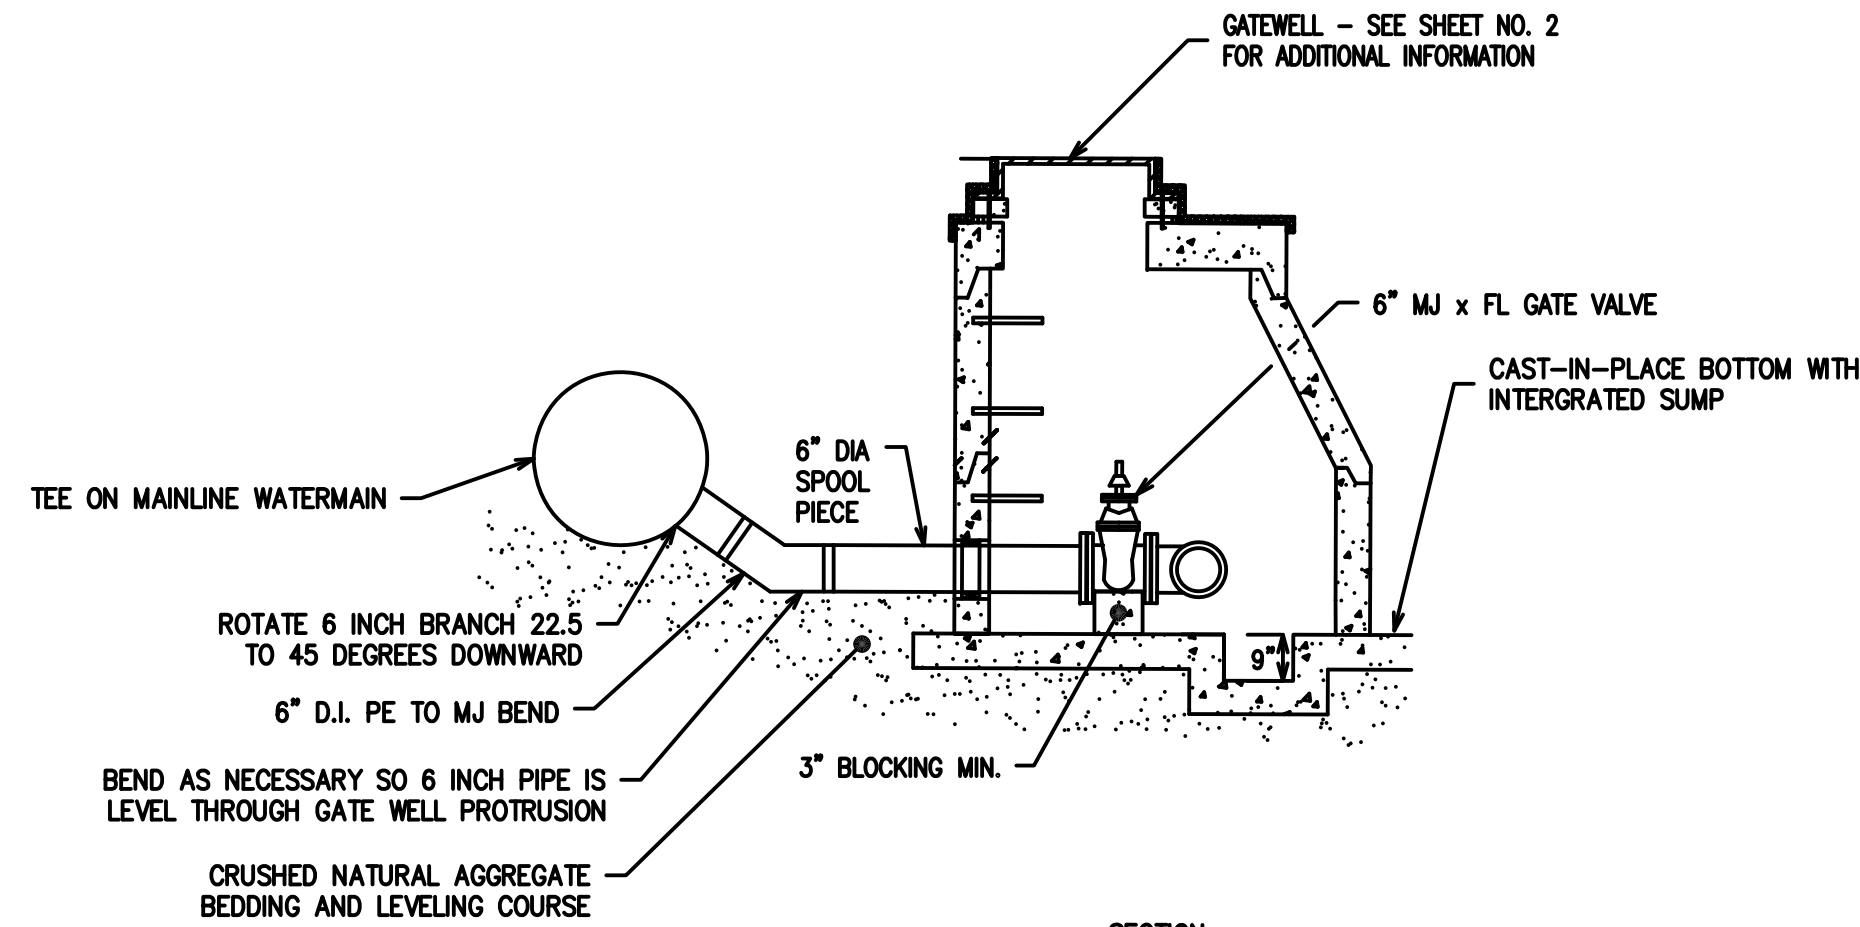 GATEWELL - SEE SHEET NO. 2
FOR ADDITIONAL INFORMATION
6" MJ x FL GATE VALVE
CAST-IN-PLACE BOTTOM WITH
INTERGRATED SUMP
6" DIA
SPOOL
PIECE
TEE ON MAINLINE WATERMAIN
ROTATE 6 INCH BRANCH 22.5
TO 45 DEGREES DOWNWARD
9"
6" D.I. PE TO MJ BEND
3" BLOCKING MIN.
BEND AS NECESSARY SO 6 INCH PIPE IS
LEVEL THROUGH GATE WELL PROTRUSION
CRUSHED NATURAL AGGREGATE
BEDDING AND LEVELING COURSE
SECTION